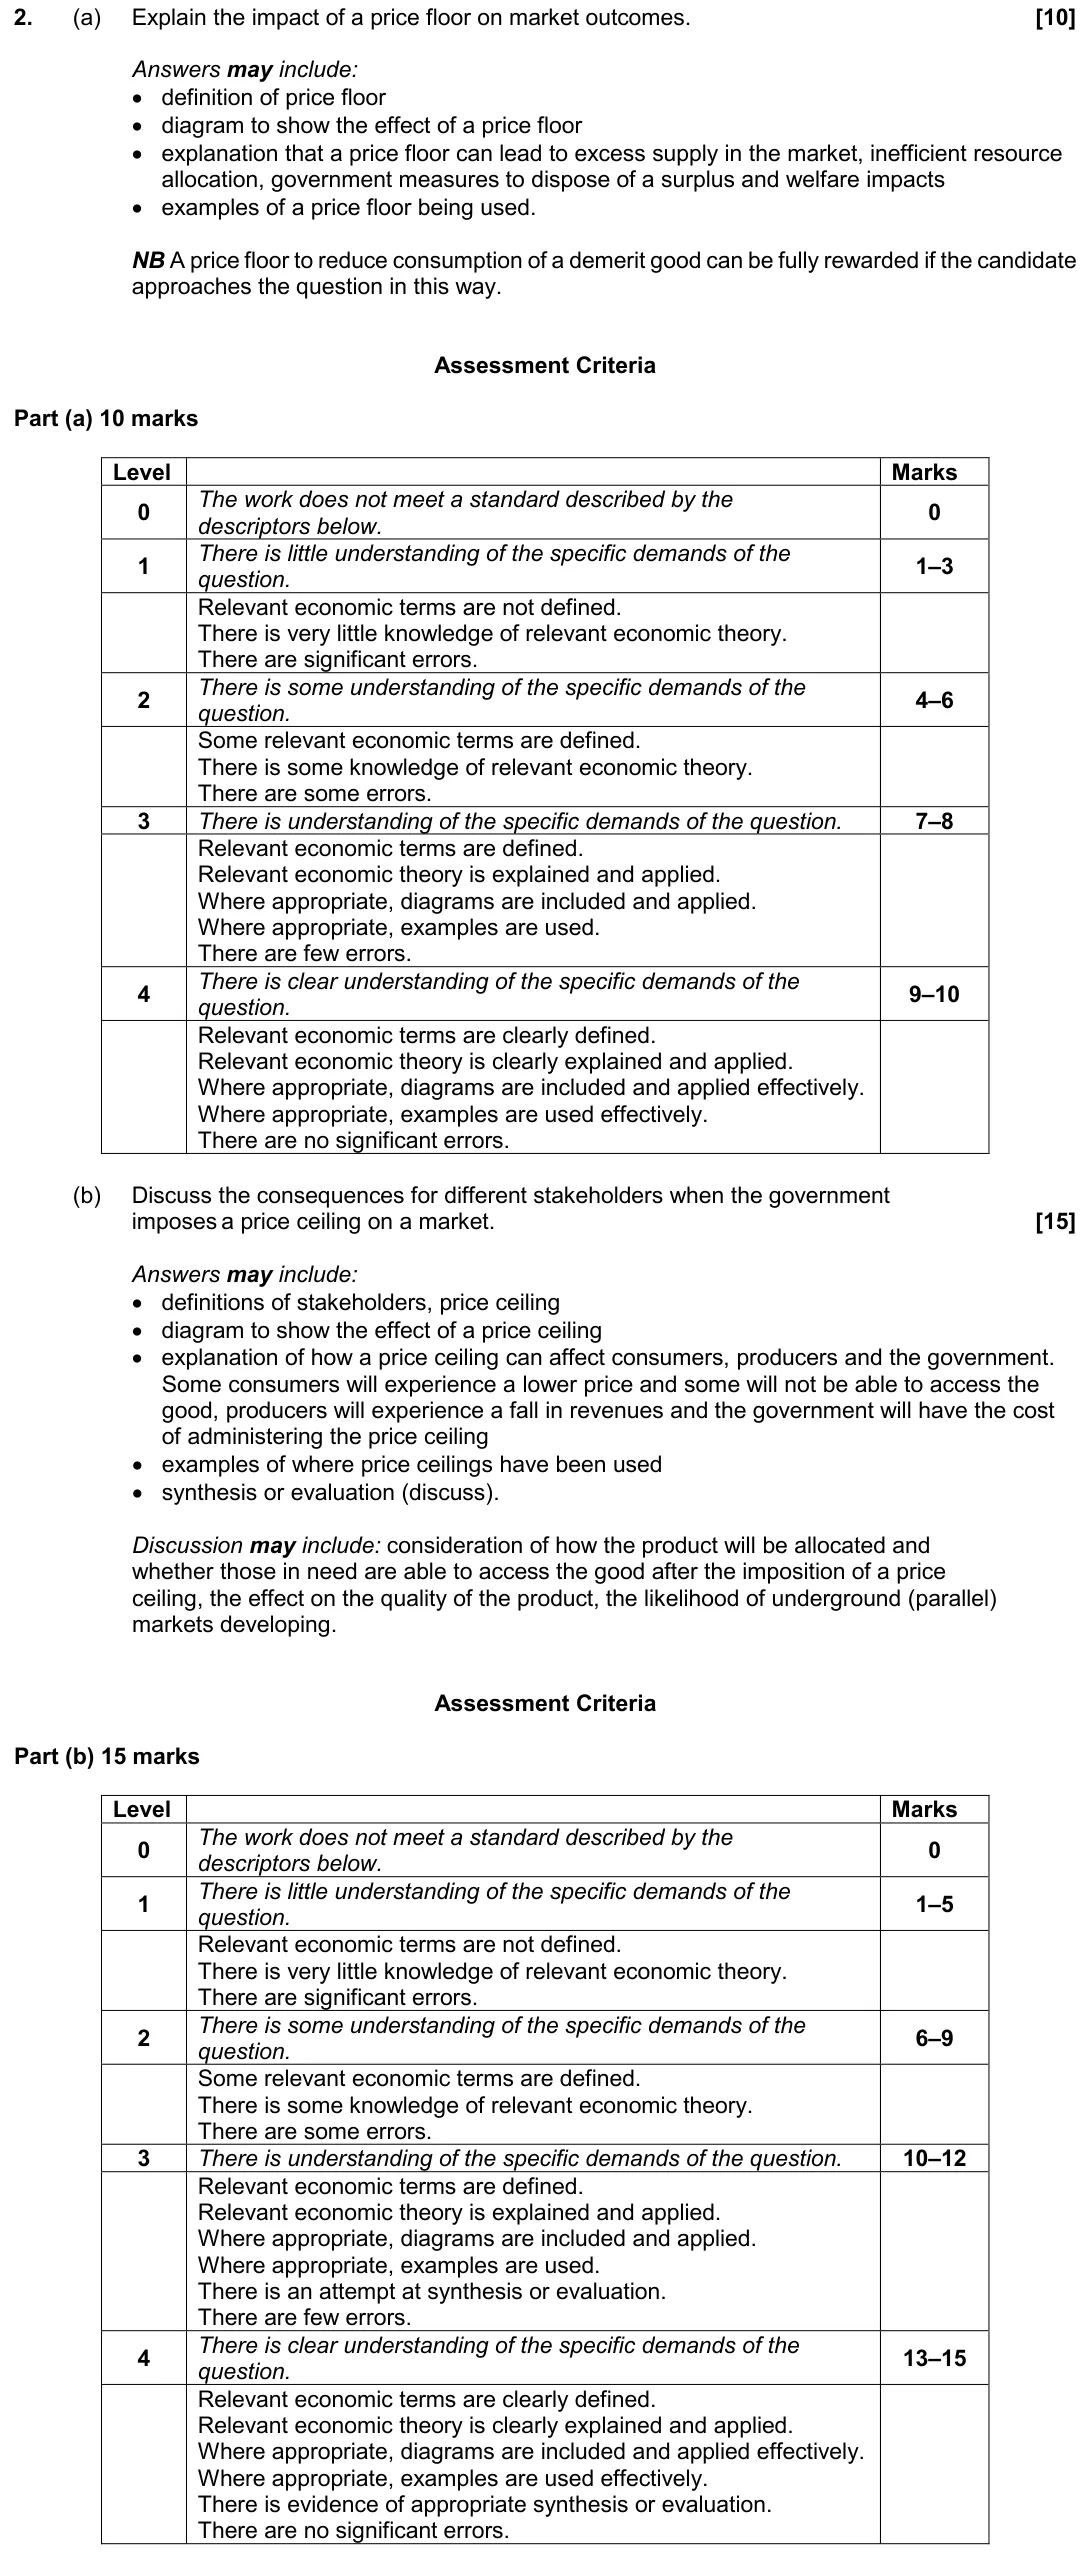 2. (a) Explain the impact of a price floor on market outcomes. [10]
Answers may include:
• definition of price floor
• diagram to show the effect of a price floor
• explanation that a price floor can lead to excess supply in the market, inefficient resource
allocation, government measures to dispose of a surplus and welfare impacts
• examples of a price floor being used.
NB A price floor to reduce consumption of a demerit good can be fully rewarded if the candidate
approaches the question in this way.
Assessment Criteria
Part (a) 10 marks
Level Marks
0 The work does not meet a standard described by the
descriptors below. 0
1 There is little understanding of the specific demands of the
question. 1–3
Relevant economic terms are not defined.
There is very little knowledge of relevant economic theory.
There are significant errors.
2 There is some understanding of the specific demands of the
question. 4–6
Some relevant economic terms are defined.
There is some knowledge of relevant economic theory.
There are some errors.
3 There is understanding of the specific demands of the question. 7–8
Relevant economic terms are defined.
Relevant economic theory is explained and applied.
Where appropriate, diagrams are included and applied.
Where appropriate, examples are used.
There are few errors.
4 There is clear understanding of the specific demands of the
question. 9–10
Relevant economic terms are clearly defined.
Relevant economic theory is clearly explained and applied.
Where appropriate, diagrams are included and applied effectively.
Where appropriate, examples are used effectively.
There are no significant errors.
(b) Discuss the consequences for different stakeholders when the government
imposes a price ceiling on a market. [15]
Answers may include:
• definitions of stakeholders, price ceiling
• diagram to show the effect of a price ceiling
• explanation of how a price ceiling can affect consumers, producers and the government.
Some consumers will experience a lower price and some will not be able to access the
good, producers will experience a fall in revenues and the government will have the cost
of administering the price ceiling
• examples of where price ceilings have been used
• synthesis or evaluation (discuss).
Discussion may include: consideration of how the product will be allocated and
whether those in need are able to access the good after the imposition of a price
ceiling, the effect on the quality of the product, the likelihood of underground (parallel)
markets developing.
Assessment Criteria
Part (b) 15 marks
Level Marks
0 The work does not meet a standard described by the
descriptors below. 0
1 There is little understanding of the specific demands of the
question. 1–5
Relevant economic terms are not defined.
There is very little knowledge of relevant economic theory.
There are significant errors.
2 There is some understanding of the specific demands of the
question. 6–9
Some relevant economic terms are defined.
There is some knowledge of relevant economic theory.
There are some errors.
3 There is understanding of the specific demands of the question. 10–12
Relevant economic terms are defined.
Relevant economic theory is explained and applied.
Where appropriate, diagrams are included and applied.
Where appropriate, examples are used.
There is an attempt at synthesis or evaluation.
There are few errors.
4 There is clear understanding of the specific demands of the
question. 13–15
Relevant economic terms are clearly defined.
Relevant economic theory is clearly explained and applied.
Where appropriate, diagrams are included and applied effectively.
Where appropriate, examples are used effectively.
There is evidence of appropriate synthesis or evaluation.
There are no significant errors.